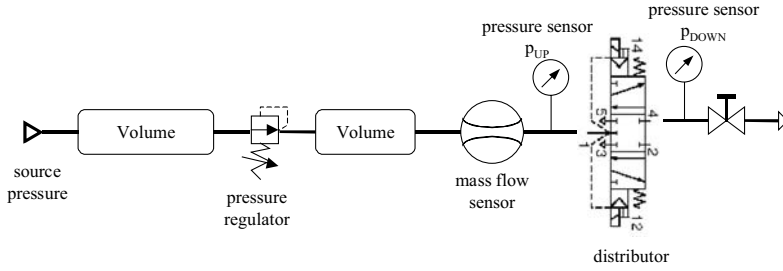 pressure sensor
p_UP
pressure sensor
p_DOWN
14
5
4
1
3
2
12
Volume
Volume
source
pressure
pressure
regulator
mass flow
sensor
distributor